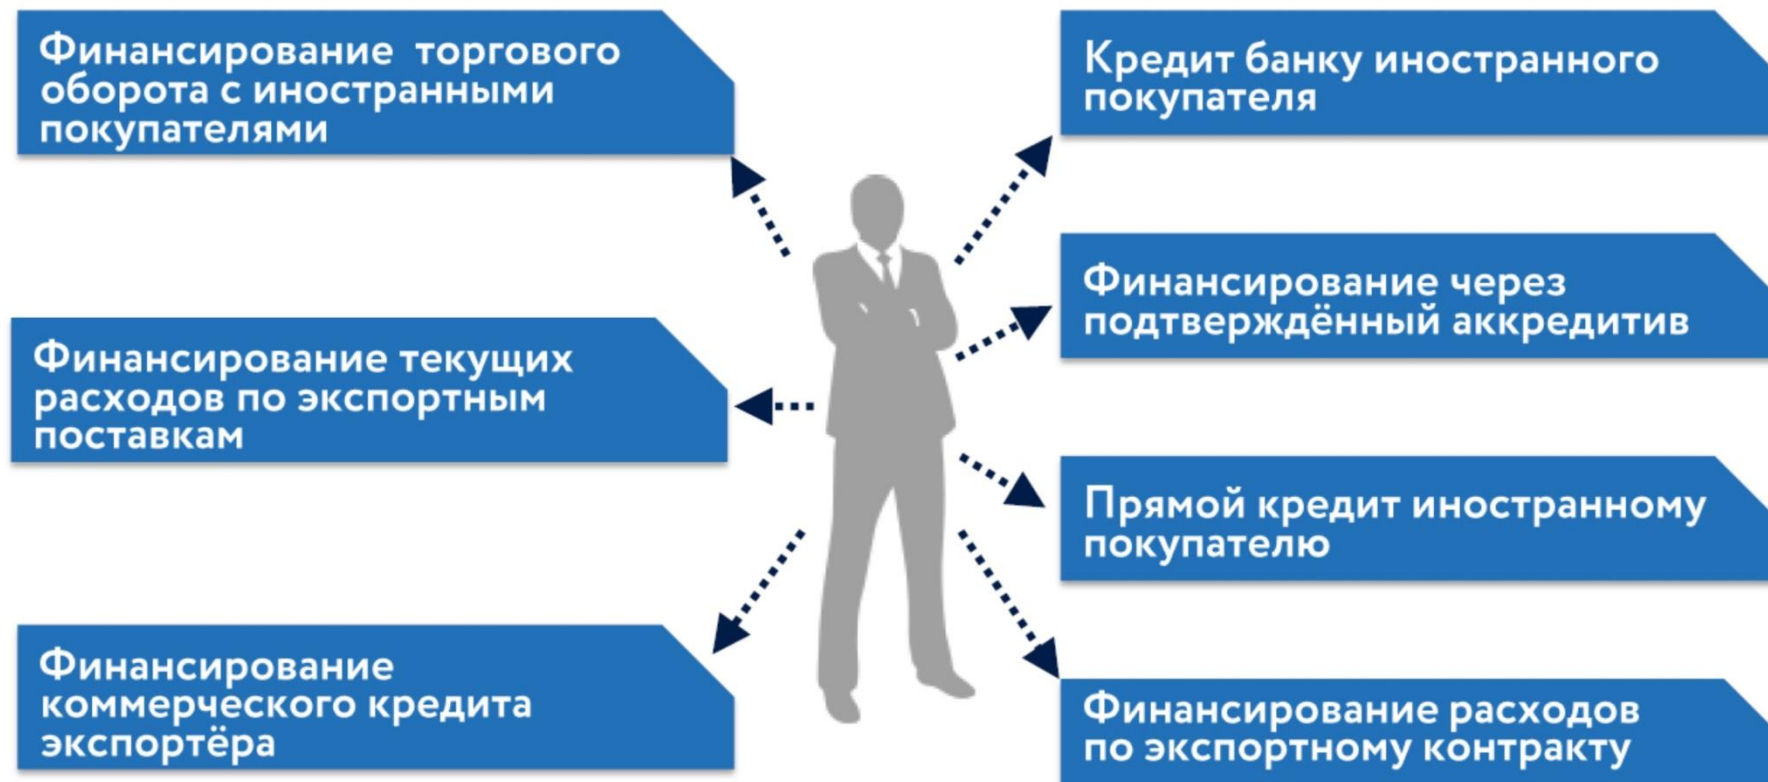 Финансирование торгового
оборота с иностранными
покупателями
Финансирование текущих
расходов по экспортным
поставкам
Финансирование
коммерческого кредита
экспортёра
Кредит банку иностранного
покупателя
Финансирование через
подтверждённый аккредитив
Прямой кредит иностранному
покупателю
Финансирование расходов
по экспортному контракту